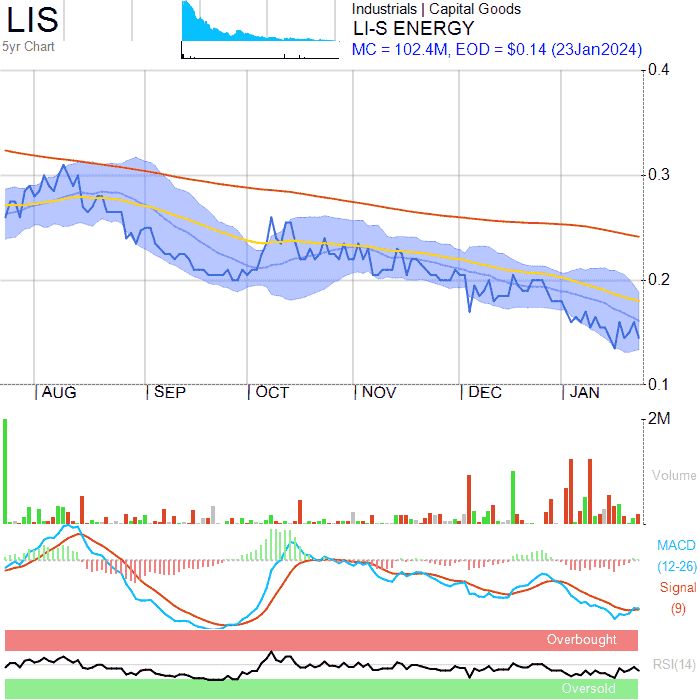 LIS
5yr Chart
Industrials | Capital Goods
LI-S ENERGY
MC = 102.4M, EOD = $0.14 (23Jan2024)
0.4
0.3
0.2
0.1
AUG
SEP
OCT
NOV
DEC
JAN
2M
Volume
MACD
(12-26)
Signal
(9)
Overbought
RSI(14)
Oversold